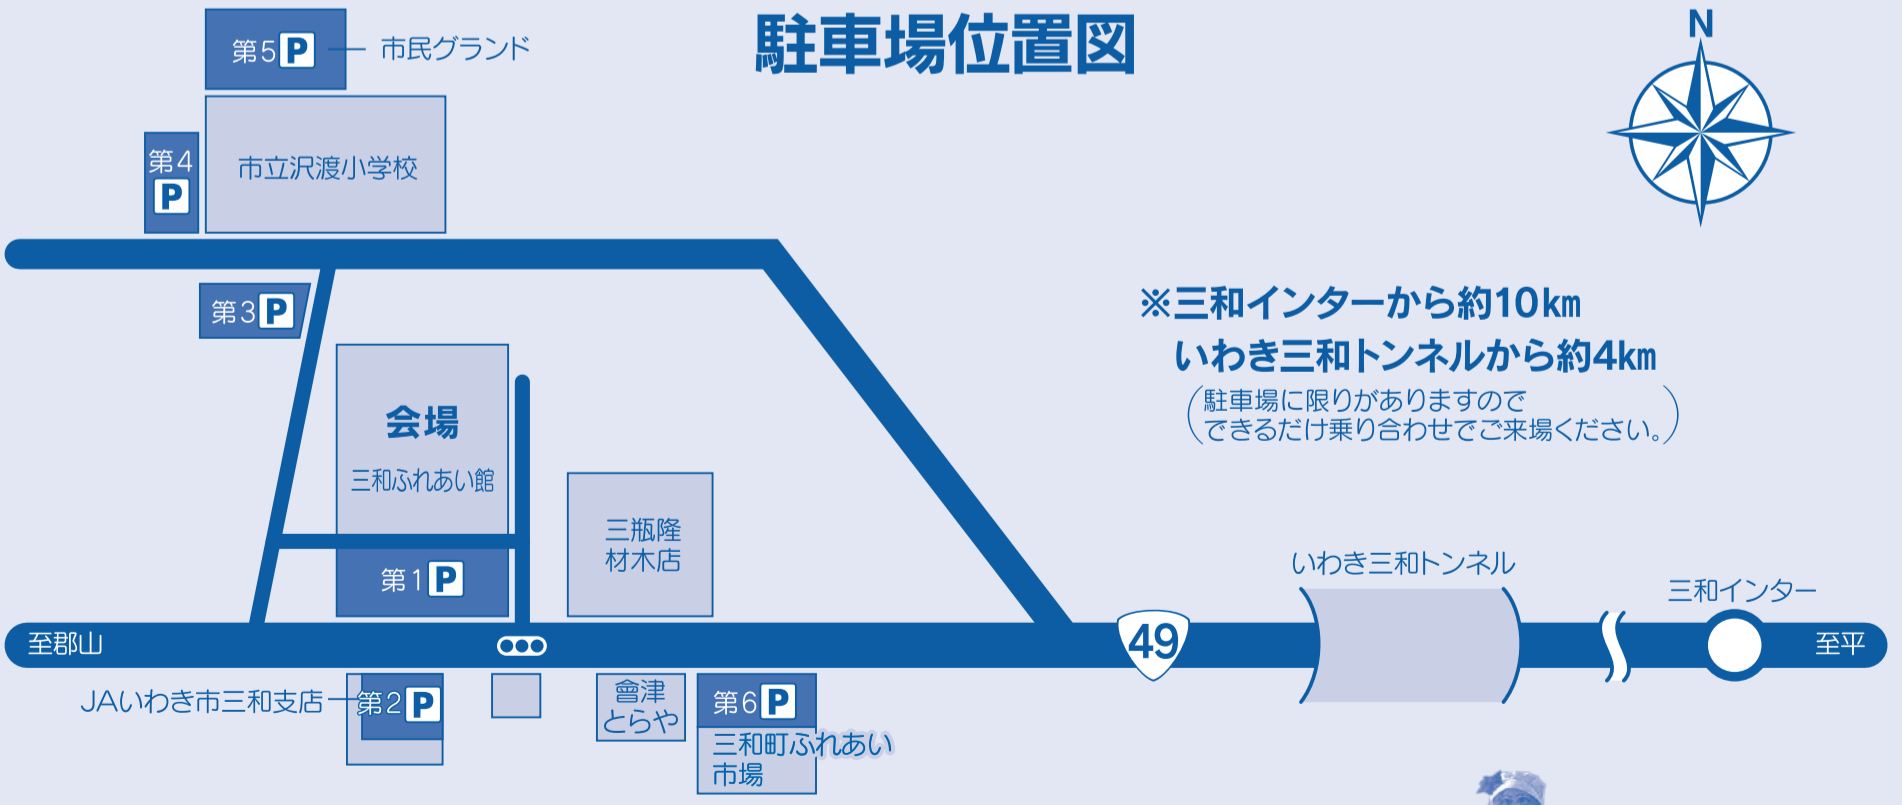 駐車場位置図
N
第5 P
市民グランド
第4
P
市立沢渡小学校
第3 P
※三和インターから約10㎞
いわき三和トンネルから約4㎞
(駐車場に限りがありますので
できるだけ乗り合わせでご来場ください。)
会場
三和ふれあい館
三瓶隆
材木店
第1 P
いわき三和トンネル
三和インター
至郡山
49
至平
JAいわき市三和支店
第2 P
會津
とらや
第6 P
三和町ふれあい
市場